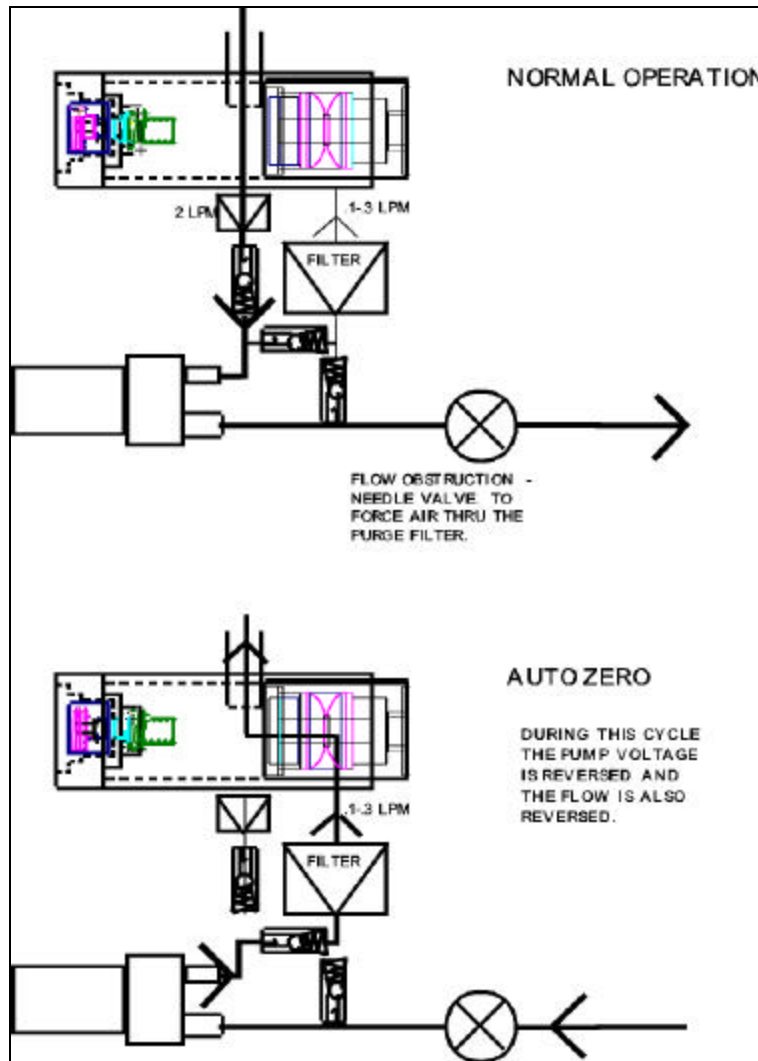 NORMAL OPERATION
2 LPM
.1-.3 LPM
FILTER
FLOW OBSTRUCTION -
NEEDLE VALVE. TO
FORCE AIR THRU THE
PURGE FILTER.
AUTO ZERO
DURING THIS CYCLE
THE PUMP VOLTAGE
IS REVERSED AND
THE FLOW IS ALSO
REVERSED.
.1-.3 LPM
FILTER